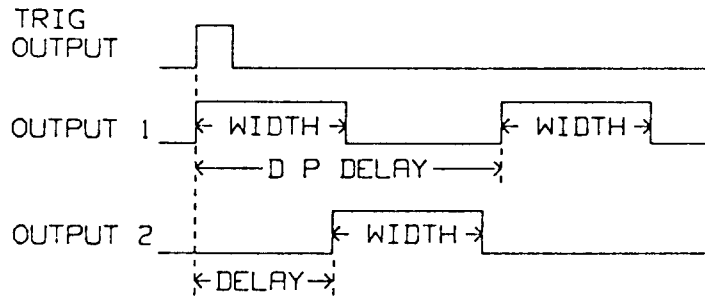 TRIG
OUTPUT
OUTPUT 1
WIDTH
WIDTH
D P DELAY
OUTPUT 2
WIDTH
DELAY